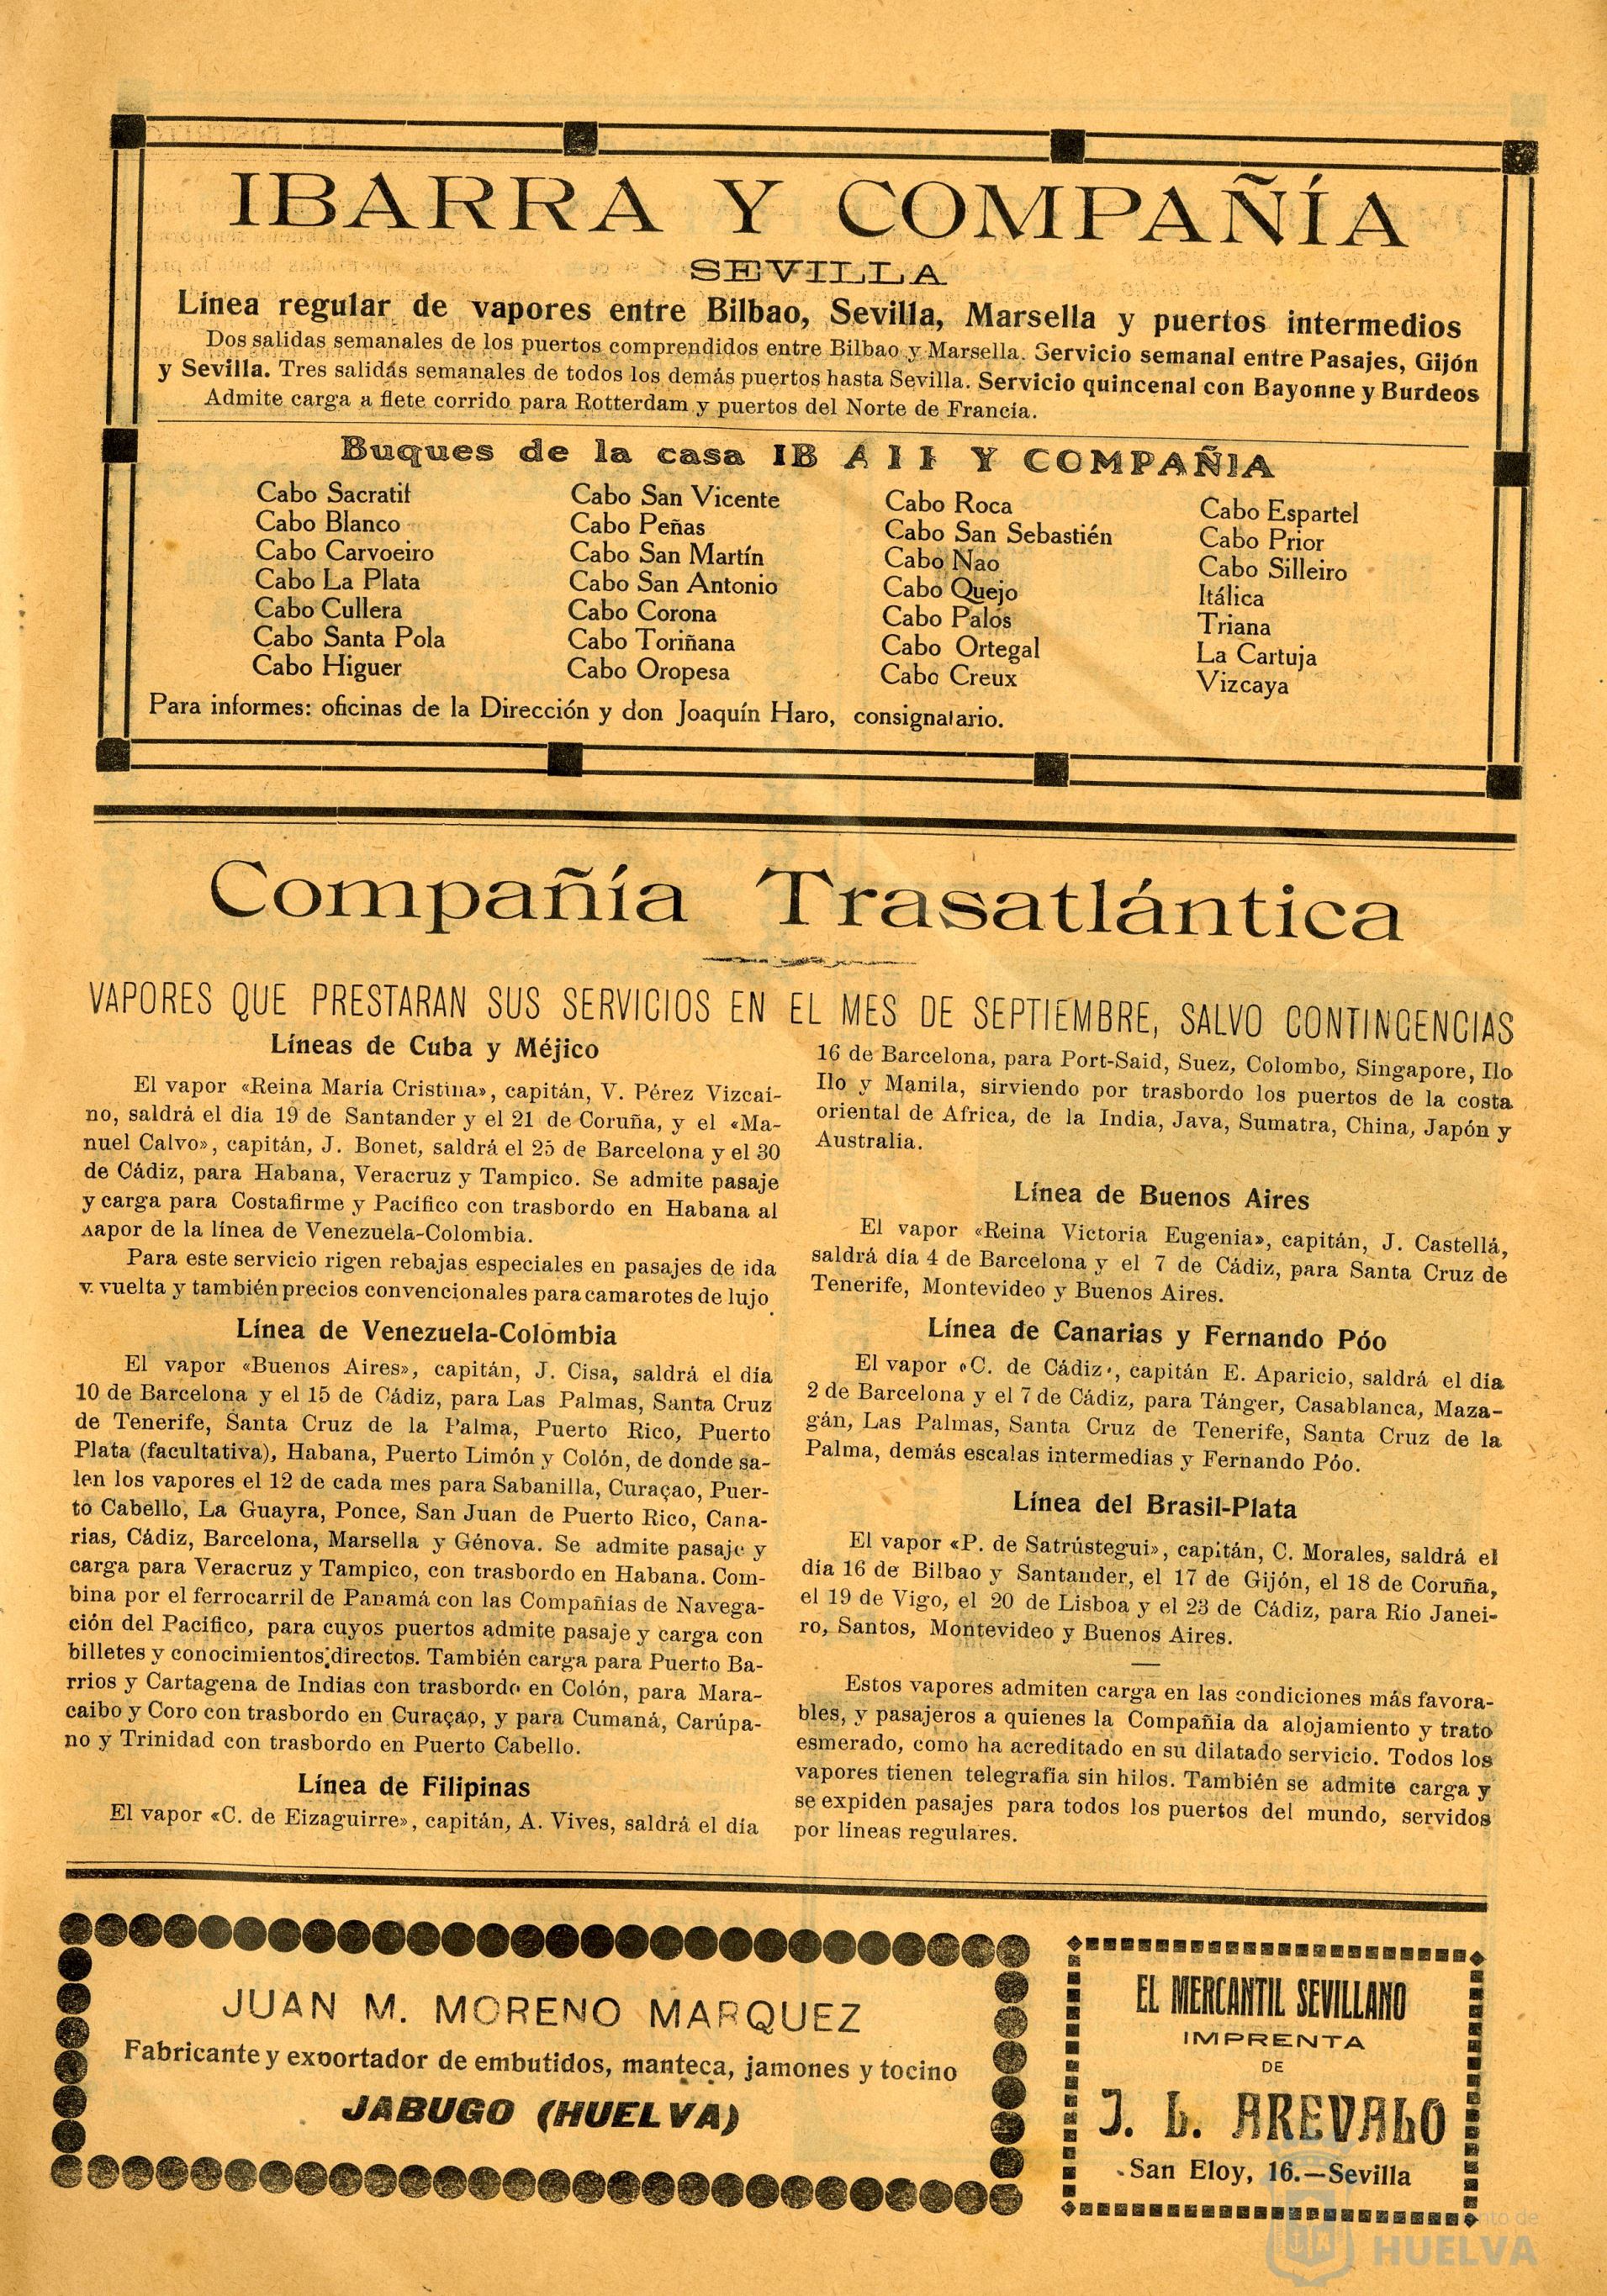 IBARRA Y COMPAÑÍA
SEVILLA
Línea regular de vapores entre Bilbao, Sevilla, Marsella y puertos intermedios
Dos salidas semanales de los puertos comprendidos entre Bilbao y Marsella. Servicio semanal entre Pasajes, Gijón
y Sevilla. Tres salidas semanales de todos los demás puertos hasta Sevilla. Servicio quincenal con Bayonne y Burdeos
Admite carga a flete corrido para Rotterdam y puertos del Norte de Francia.
Buques de la casa IB A I I Y COMPAÑIA
Cabo Sacratif
Cabo Blanco
Cabo Carvoeiro
Cabo La Plata
Cabo Cullera
Cabo Santa Pola
Cabo Higuer
Cabo San Vicente
Cabo Peñas
Cabo San Martín
Cabo San Antonio
Cabo Corona
Cabo Toriñana
Cabo Oropesa
Cabo Roca
Cabo San Sebastién
Cabo Nao
Cabo Quejo
Cabo Palos
Cabo Ortegal
Cabo Creux
Cabo Espartel
Cabo Prior
Cabo Silleiro
Itálica
Triana
La Cartuja
Vizcaya
Para informes: oficinas de la Dirección y don Joaquín Haro, consignatario.
Compañía Trasatlántica
VAPORES QUE PRESTARAN SUS SERVICIOS EN EL MES DE SEPTIEMBRE, SALVO CONTINGENCIAS
Líneas de Cuba y Méjico
El vapor «Reina María Cristina», capitán, V. Pérez Vizcaí-
no, saldrá el día 19 de Santander y el 21 de Coruña, y el «Ma-
nuel Calvo», capitán, J. Bonet, saldrá el 25 de Barcelona y el 30
de Cádiz, para Habana, Veracruz y Tampico. Se admite pasaje
y carga para Costafirme y Pacífico con trasbordo en Habana al
vapor de la línea de Venezuela-Colombia.
Para este servicio rigen rebajas especiales en pasajes de ida
y vuelta y también precios convencionales para camarotes de lujo.
Línea de Venezuela-Colombia
El vapor «Buenos Aires», capitán, J. Cisa, saldrá el día
10 de Barcelona y el 15 de Cádiz, para Las Palmas, Santa Cruz
de Tenerife, Santa Cruz de la Palma, Puerto Rico, Puerto
Plata (facultativa), Habana, Puerto Limón y Colón, de donde sa-
len los vapores el 12 de cada mes para Sabanilla, Curaçao, Puer-
to Cabello, La Guayra, Ponce, San Juan de Puerto Rico, Cana-
rias, Cádiz, Barcelona, Marsella y Génova. Se admite pasaje y
carga para Veracruz y Tampico, con trasbordo en Habana. Com-
bina por el ferrocarril de Panamá con las Compañías de Navega-
ción del Pacífico, para cuyos puertos admite pasaje y carga con
billetes y conocimientos directos. También carga para Puerto Ba-
rrios y Cartagena de Indias con trasbordo en Colón, para Mara-
caibo y Coro con trasbordo en Curaçao, y para Cumaná, Carúpa-
no y Trinidad con trasbordo en Puerto Cabello.
Línea de Filipinas
El vapor «C. de Eizaguirre», capitán, A. Vives, saldrá el día
16 de Barcelona, para Port-Said, Suez, Colombo, Singapore, Ilo
Ilo y Manila, sirviendo por trasbordo los puertos de la costa
oriental de Africa, de la India, Java, Sumatra, China, Japón y
Australia.
Línea de Buenos Aires
El vapor «Reina Victoria Eugenia», capitán, J. Castellá,
saldrá día 4 de Barcelona y el 7 de Cádiz, para Santa Cruz de
Tenerife, Montevideo y Buenos Aires.
Línea de Canarias y Fernando Póo
El vapor «C. de Cádiz», capitán E. Aparicio, saldrá el día
2 de Barcelona y el 7 de Cádiz, para Tánger, Casablanca, Maza-
gán, Las Palmas, Santa Cruz de Tenerife, Santa Cruz de la
Palma, demás escalas intermedias y Fernando Póo.
Línea del Brasil-Plata
El vapor «P. de Satrústegui», capitán, C. Morales, saldrá el
día 16 de Bilbao y Santander, el 17 de Gijón, el 18 de Coruña,
el 19 de Vigo, el 20 de Lisboa y el 23 de Cádiz, para Río Janei-
ro, Santos, Montevideo y Buenos Aires.
Estos vapores admiten carga en las condiciones más favora-
bles, y pasajeros a quienes la Compañía da alojamiento y trato
esmerado, como ha acreditado en su dilatado servicio. Todos los
vapores tienen telegrafía sin hilos. También se admite carga y
se expiden pasajes para todos los puertos del mundo, servidos
por líneas regulares.
JUAN M. MORENO MARQUEZ
Fabricante y exportador de embutidos, manteca, jamones y tocino
JABUGO (HUELVA)
EL MERCANTIL SEVILLANO
IMPRENTA
DE
J. L. AREVALO
San Eloy, 16.—Sevilla
HUELVA